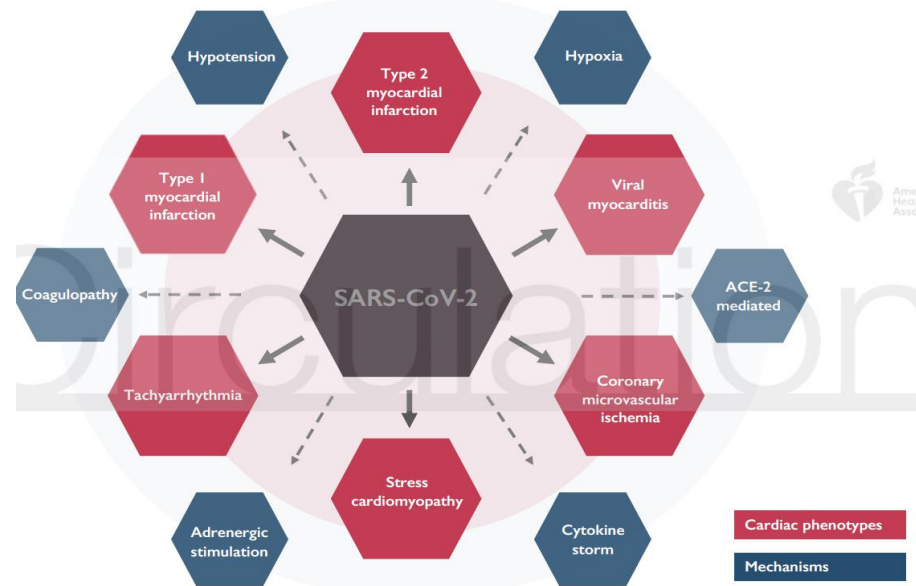 Hypotension
Type 2
myocardial
infarction
Hypoxia
Type 1
myocardial
infarction
Viral
myocarditis
Coagulopathy
SARS-CoV-2
ACE-2
mediated
Circulation
Tachyarrhythmia
Coronary
microvascular
ischemia
Stress
cardiomyopathy
Adrenergic
stimulation
Cytokine
storm
Cardiac phenotypes
Mechanisms